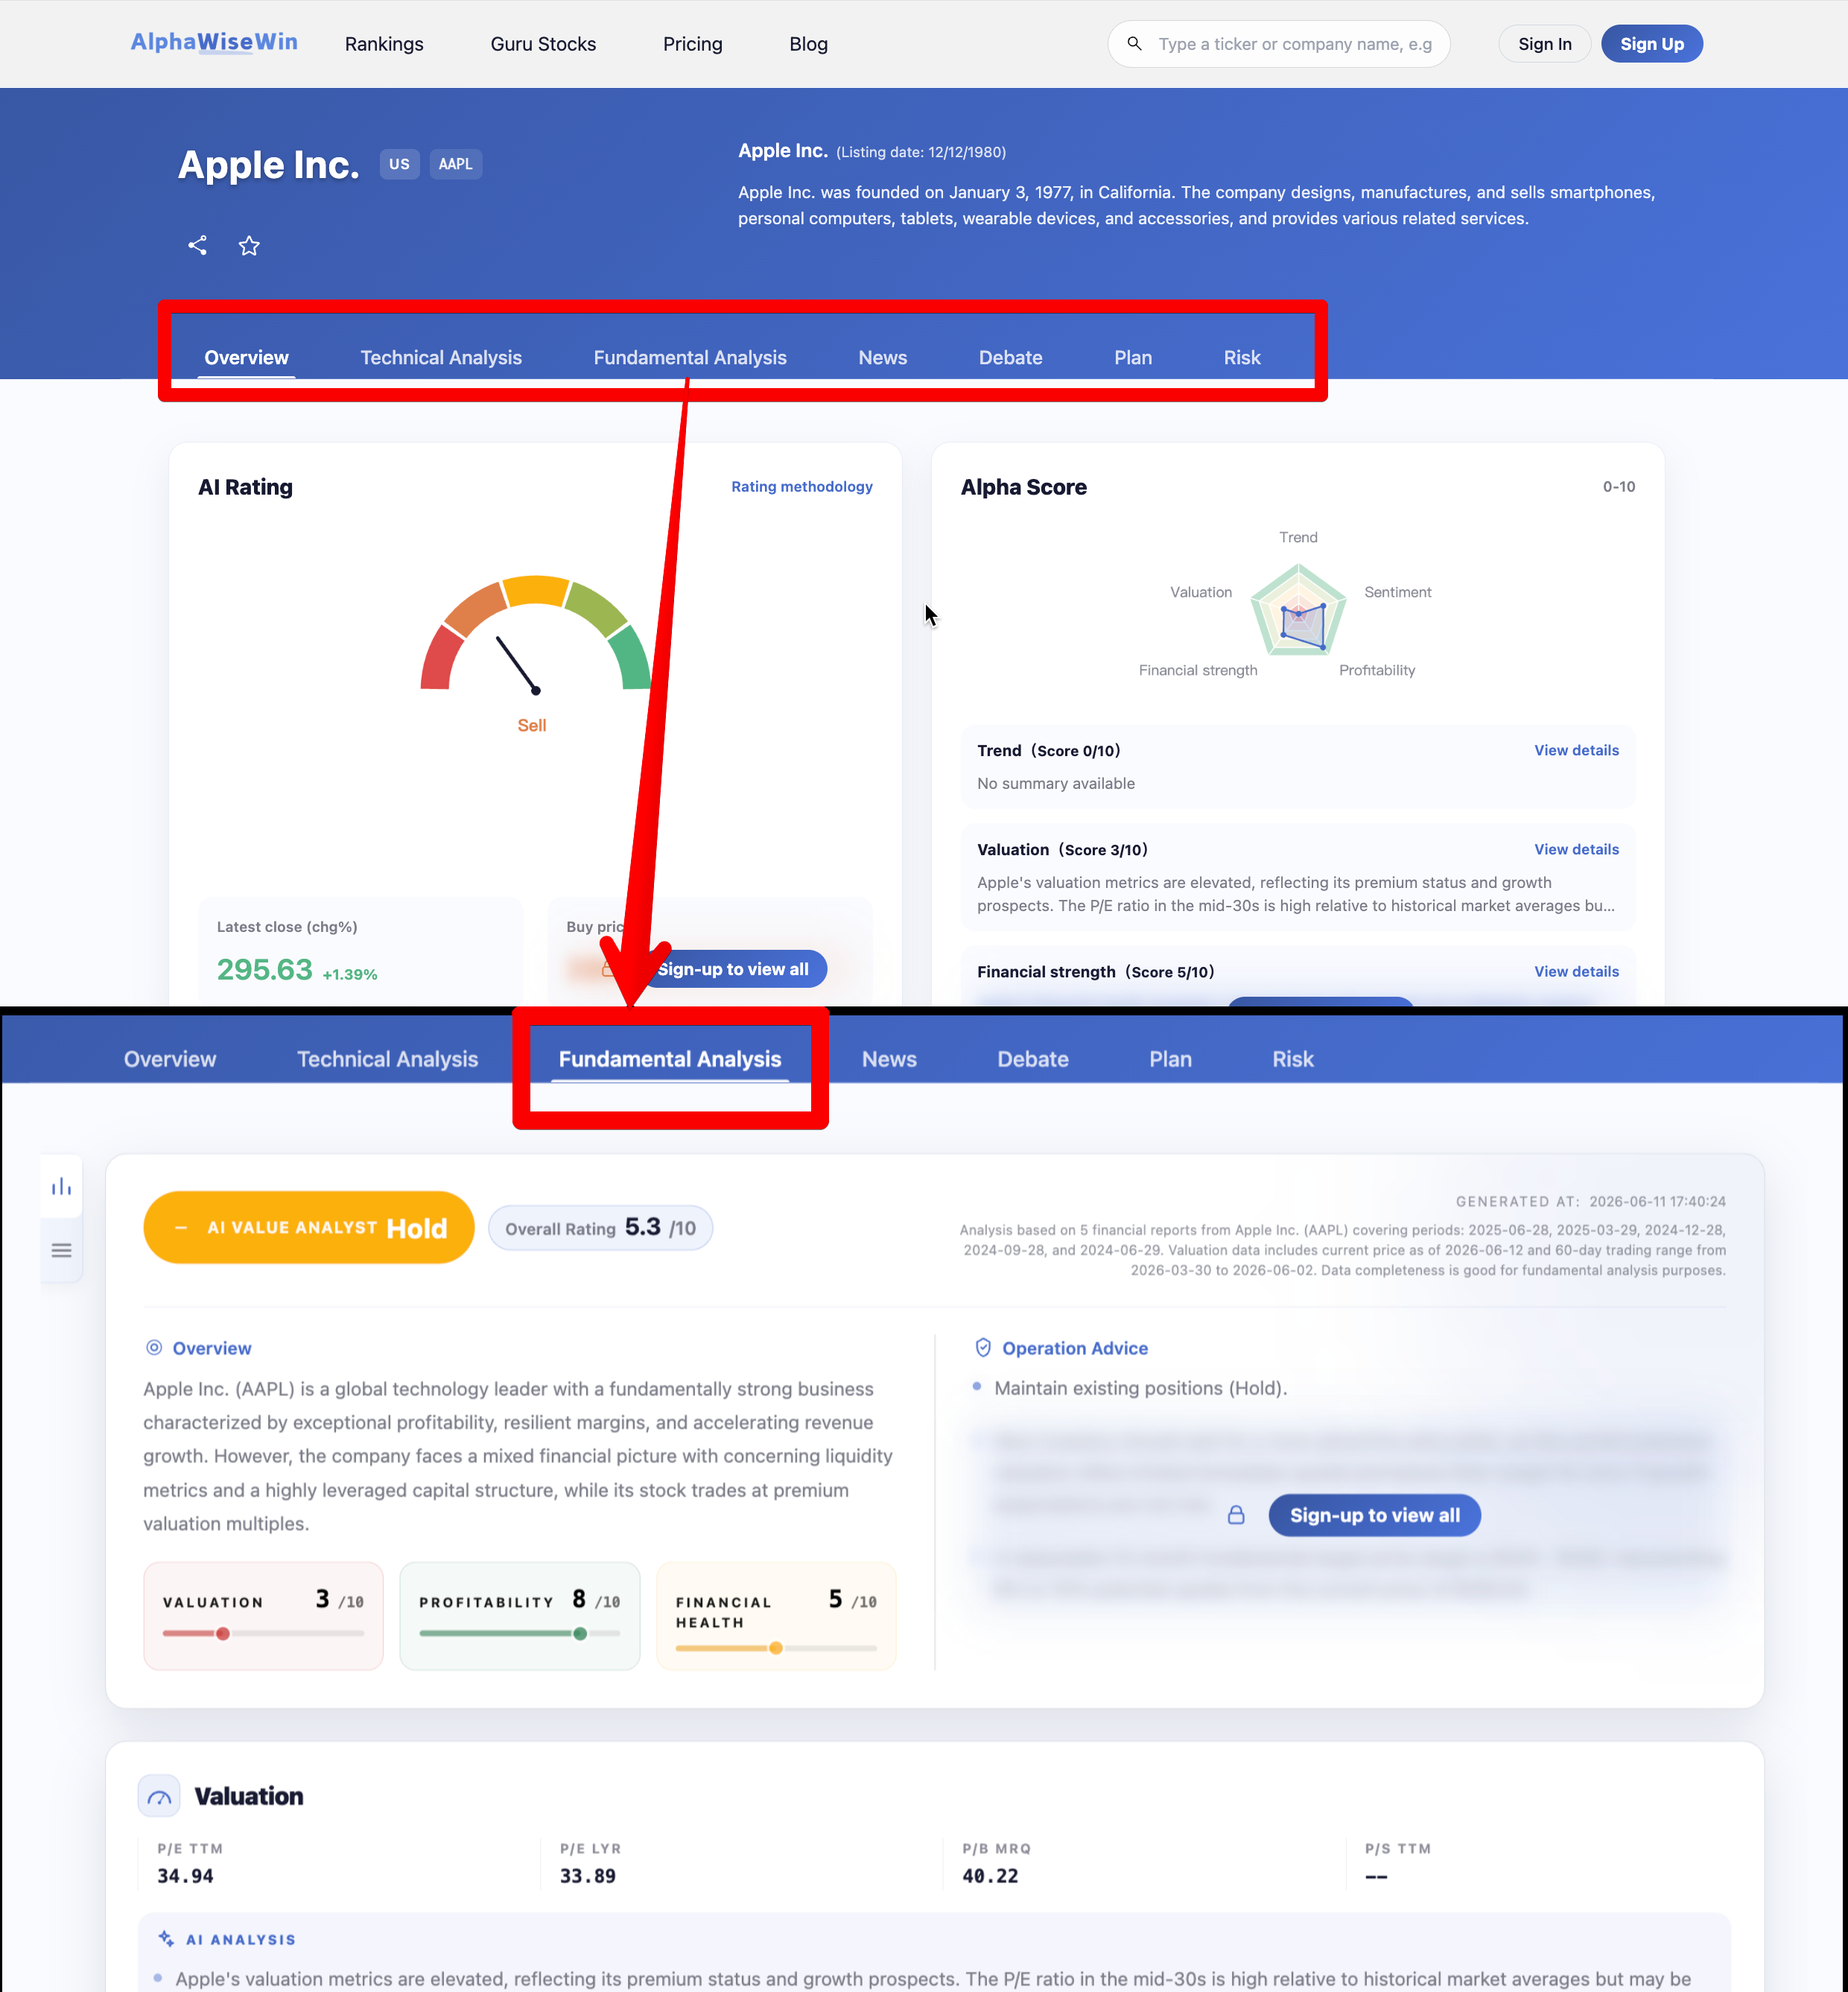 AlphaWiseWin
Rankings
Guru Stocks
Pricing
Blog
Type a ticker or company name, e.g
Sign In
Sign Up
Apple Inc.
US
AAPL
Apple Inc. (Listing date: 12/12/1980)
Apple Inc. was founded on January 3, 1977, in California. The company designs, manufactures, and sells smartphones,
personal computers, tablets, wearable devices, and accessories, and provides various related services.
Overview
Technical Analysis
Fundamental Analysis
News
Debate
Plan
Risk
AI Rating
Rating methodology
Sell
Latest close (chg%)
295.63 +1.39%
Buy pric
Sign-up to view all
Alpha Score
0-10
Trend
Valuation
Sentiment
Financial strength
Profitability
Trend (Score 0/10)
View details
No summary available
Valuation (Score 3/10)
View details
Apple's valuation metrics are elevated, reflecting its premium status and growth
prospects. The P/E ratio in the mid-30s is high relative to historical market averages bu...
Financial strength (Score 5/10)
View details
Overview
Technical Analysis
Fundamental Analysis
News
Debate
Plan
Risk
– AI VALUE ANALYST Hold
Overall Rating 5.3 /10
GENERATED AT: 2026-06-11 17:40:24
Analysis based on 5 financial reports from Apple Inc. (AAPL) covering periods: 2025-06-28, 2025-03-29, 2024-12-28,
2024-09-28, and 2024-06-29. Valuation data includes current price as of 2026-06-12 and 60-day trading range from
2026-03-30 to 2026-06-02. Data completeness is good for fundamental analysis purposes.
Overview
Apple Inc. (AAPL) is a global technology leader with a fundamentally strong business
characterized by exceptional profitability, resilient margins, and accelerating revenue
growth. However, the company faces a mixed financial picture with concerning liquidity
metrics and a highly leveraged capital structure, while its stock trades at premium
valuation multiples.
VALUATION 3 /10
PROFITABILITY 8 /10
FINANCIAL HEALTH 5 /10
Operation Advice
Maintain existing positions (Hold).
Sign-up to view all
Valuation
P/E TTM
34.94
P/E LYR
33.89
P/B MRQ
40.22
P/S TTM
--
AI ANALYSIS
Apple's valuation metrics are elevated, reflecting its premium status and growth prospects. The P/E ratio in the mid-30s is high relative to historical market averages but may be